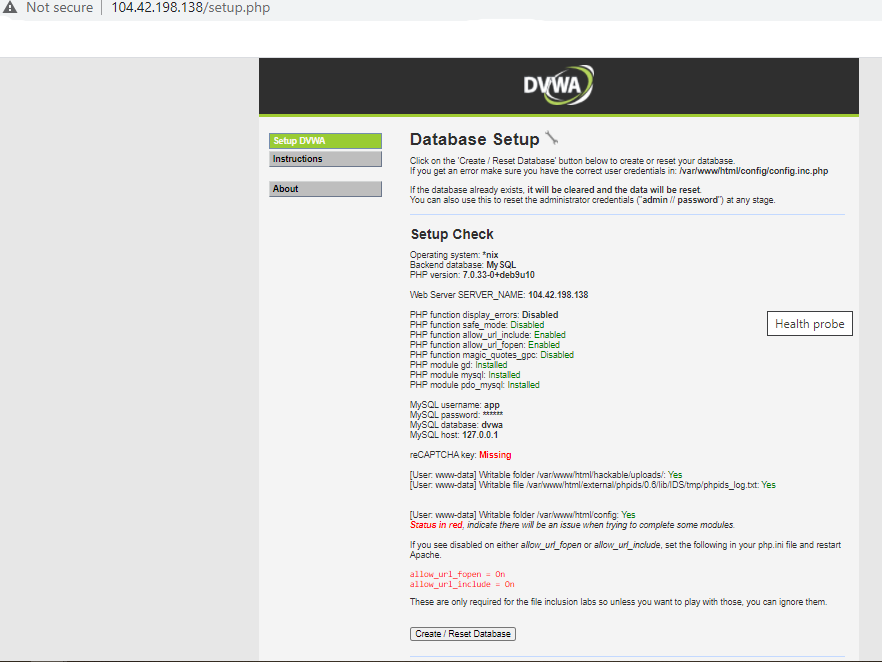 Not secure | 104.42.198.138/setup.php
DVWA
Setup DVWA
Instructions
About
Database Setup
Click on the 'Create / Reset Database' button below to create or reset your database.
If you get an error make sure you have the correct user credentials in: /var/www/html/config/config.inc.php
If the database already exists, it will be cleared and the data will be reset.
You can also use this to reset the administrator credentials ("admin // password") at any stage.
Setup Check
Operating system: *nix
Backend database: MySQL
PHP version: 7.0.33-0+deb9u10
Web Server SERVER_NAME: 104.42.198.138
PHP function display_errors: Disabled
PHP function safe_mode: Disabled
PHP function allow_url_include: Enabled
PHP function allow_url_fopen: Enabled
PHP function magic_quotes_gpc: Disabled
PHP module gd: Installed
PHP module mysql: Installed
PHP module pdo_mysql: Installed
Health probe
MySQL username: app
MySQL password: ******
MySQL database: dvwa
MySQL host: 127.0.0.1
reCAPTCHA key: Missing
[User: www-data] Writable folder /var/www/html/hackable/uploads/: Yes
[User: www-data] Writable file /var/www/html/external/phpids/0.6/lib/IDS/tmp/phpids_log.txt: Yes
[User: www-data] Writable folder /var/www/html/config: Yes
Status in red, indicate there will be an issue when trying to complete some modules.
If you see disabled on either allow_url_fopen or allow_url_include, set the following in your php.ini file and restart
Apache.
allow_url_fopen = On
allow_url_include = On
These are only required for the file inclusion labs so unless you want to play with those, you can ignore them.
Create / Reset Database